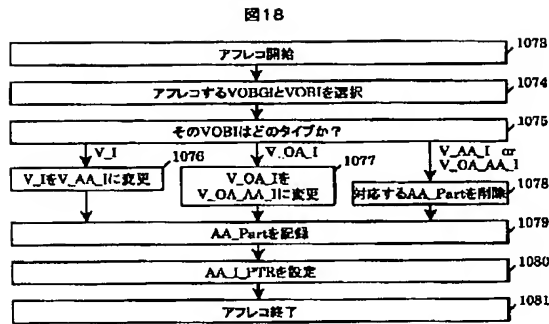 図18
アフレコ開始
1073
アフレコするVOBGIとVOBIを選択
1074
そのVOBIはどのタイプか?
1075
V_I
1076
V_OA_I
1077
V_AA_I or
V_OA_AA_I
V_IをV_AA_Iに変更
V_OA_Iを
V_OA_AA_Iに変更
対応するAA_Partを削除
1078
AA_Partを記録
1079
AA_I_PTRを設定
1080
アフレコ終了
1081